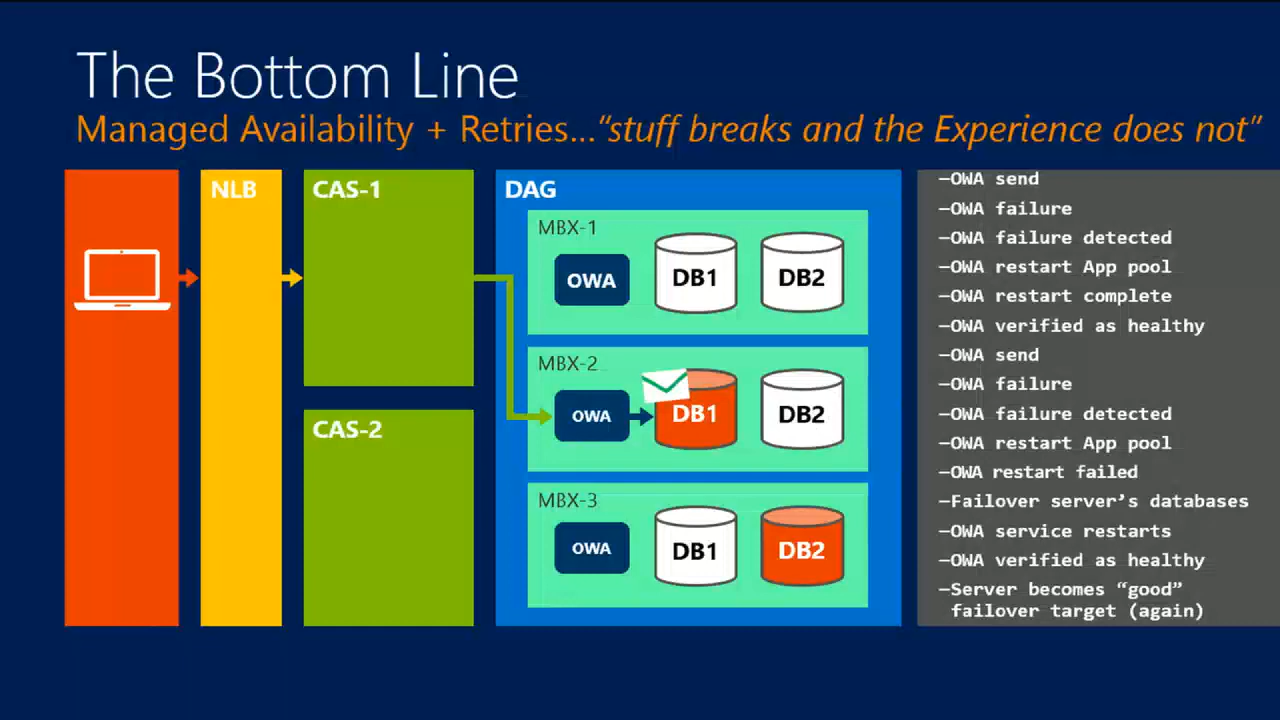 The Bottom Line
Managed Availability + Retries…“stuff breaks and the Experience does not”
NLB
CAS-1
CAS-2
DAG
MBX-1
OWA
DB1
DB2
MBX-2
OWA
DB1
DB2
MBX-3
OWA
DB1
DB2
–OWA send
–OWA failure
–OWA failure detected
–OWA restart App pool
–OWA restart complete
–OWA verified as healthy
–OWA send
–OWA failure
–OWA failure detected
–OWA restart App pool
–OWA restart failed
–Failover server’s databases
–OWA service restarts
–OWA verified as healthy
–Server becomes “good”
failover target (again)